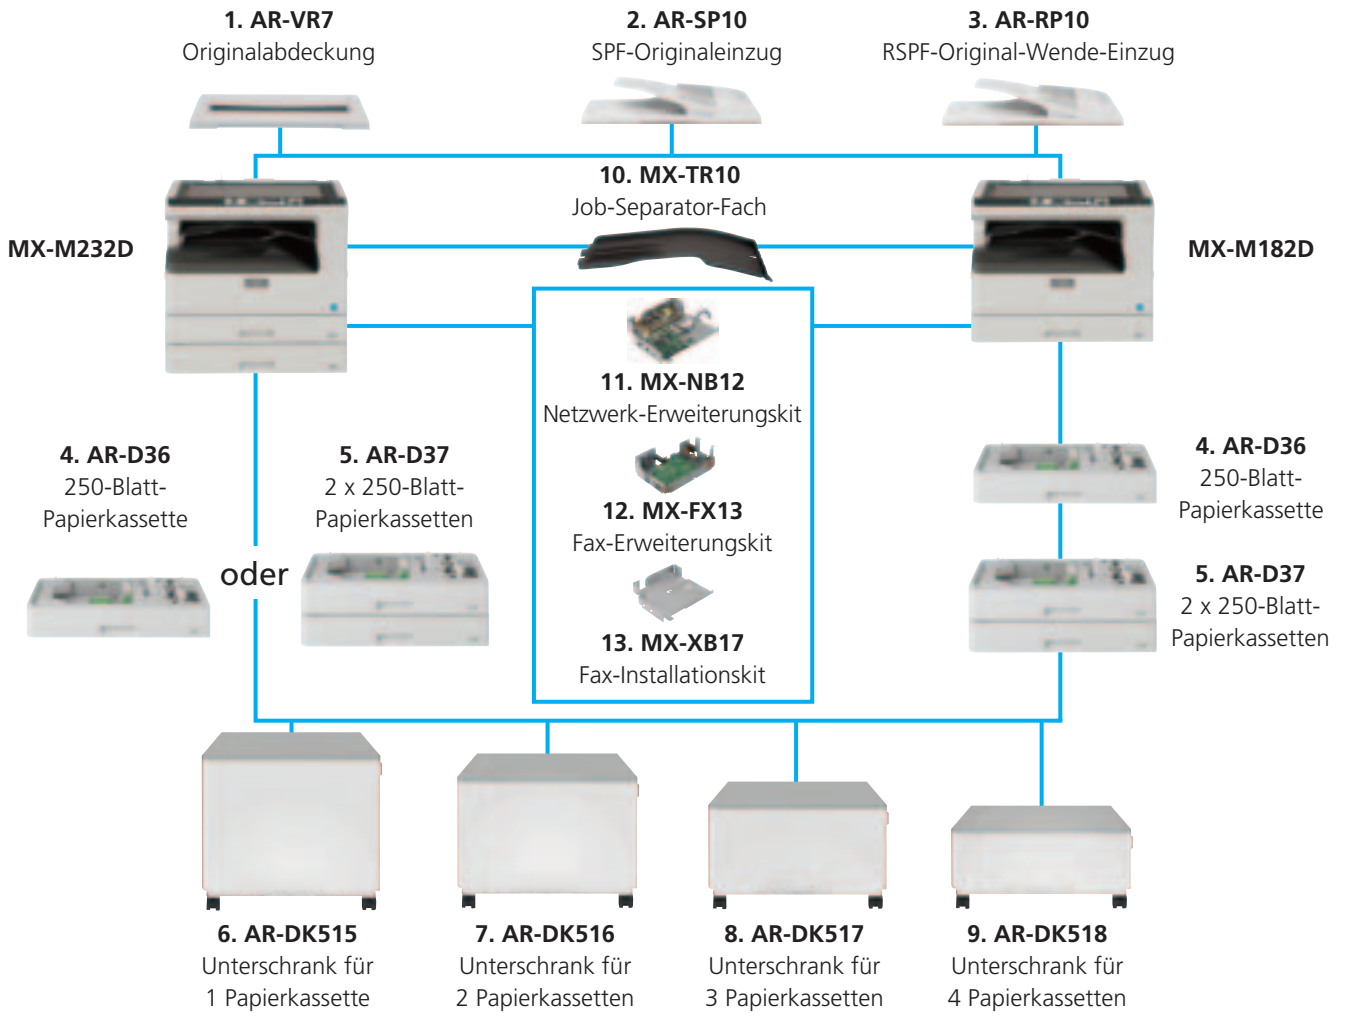 1. AR-VR7
Originalabdeckung
2. AR-SP10
SPF-Originaleinzug
3. AR-RP10
RSPF-Original-Wende-Einzug
10. MX-TR10
Job-Separator-Fach
MX-M232D
MX-M182D
11. MX-NB12
Netzwerk-Erweiterungskit
4. AR-D36
250-Blatt-
Papierkassette
oder
5. AR-D37
2 x 250-Blatt-
Papierkassetten
12. MX-FX13
Fax-Erweiterungskit
13. MX-XB17
Fax-Installationskit
4. AR-D36
250-Blatt-
Papierkassette
5. AR-D37
2 x 250-Blatt-
Papierkassetten
6. AR-DK515
Unterschrank für
1 Papierkassette
7. AR-DK516
Unterschrank für
2 Papierkassetten
8. AR-DK517
Unterschrank für
3 Papierkassetten
9. AR-DK518
Unterschrank für
4 Papierkassetten